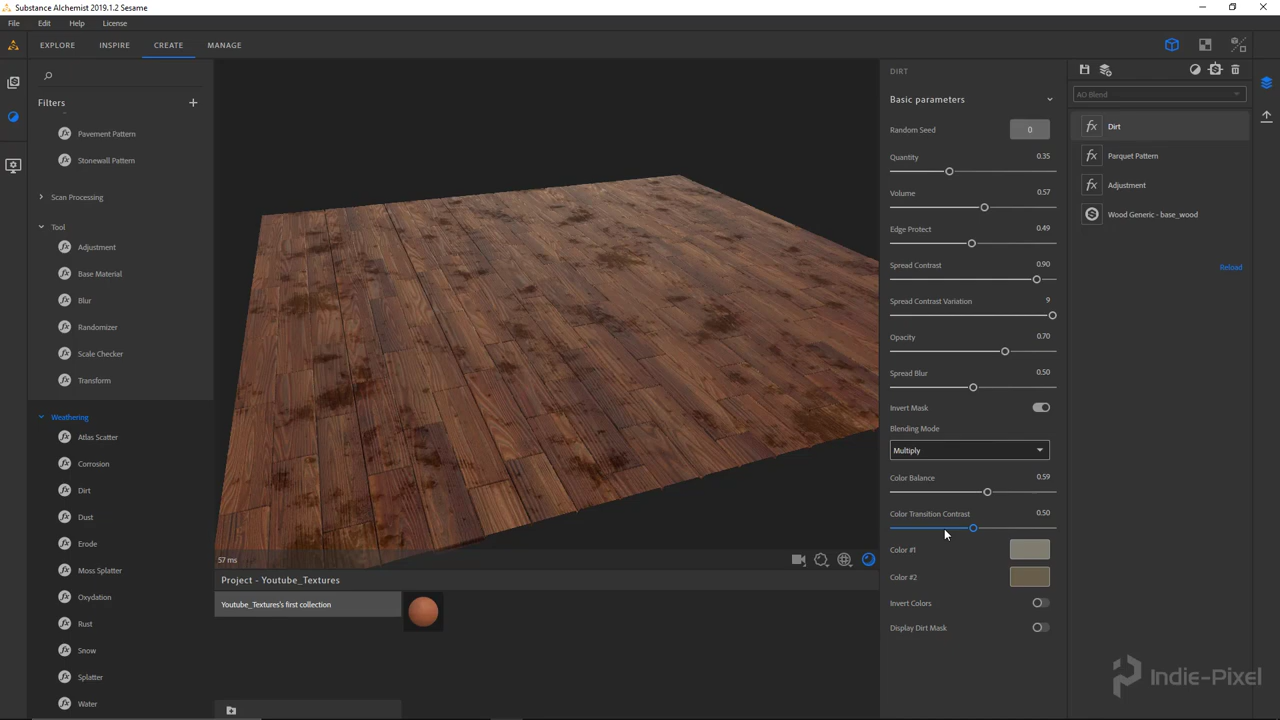 Substance Alchemist 2019.1.2 Sesame
File Edit Help License
EXPLORE INSPIRE CREATE MANAGE
Filters
Pavement Pattern
Stonewall Pattern
Scan Processing
Tool
Adjustment
Base Material
Blur
Randomizer
Scale Checker
Transform
Weathering
Atlas Scatter
Corrosion
Dirt
Dust
Erode
Moss Splatter
Oxydation
Rust
Snow
Splatter
Water
57 ms
Project - Youtube_Textures
Youtube_Textures's first collection
DIRT
Basic parameters
Random Seed 0
Quantity 0.35
Volume 0.57
Edge Protect 0.49
Spread Contrast 0.90
Spread Contrast Variation 9
Opacity 0.70
Spread Blur 0.50
Invert Mask
Blending Mode
Multiply
Color Balance 0.59
Color Transition Contrast 0.50
Color #1
Color #2
Invert Colors
Display Dirt Mask
AO Blend
fx Dirt
fx Parquet Pattern
fx Adjustment
Wood Generic - base_wood
Reload
Indie-Pixel